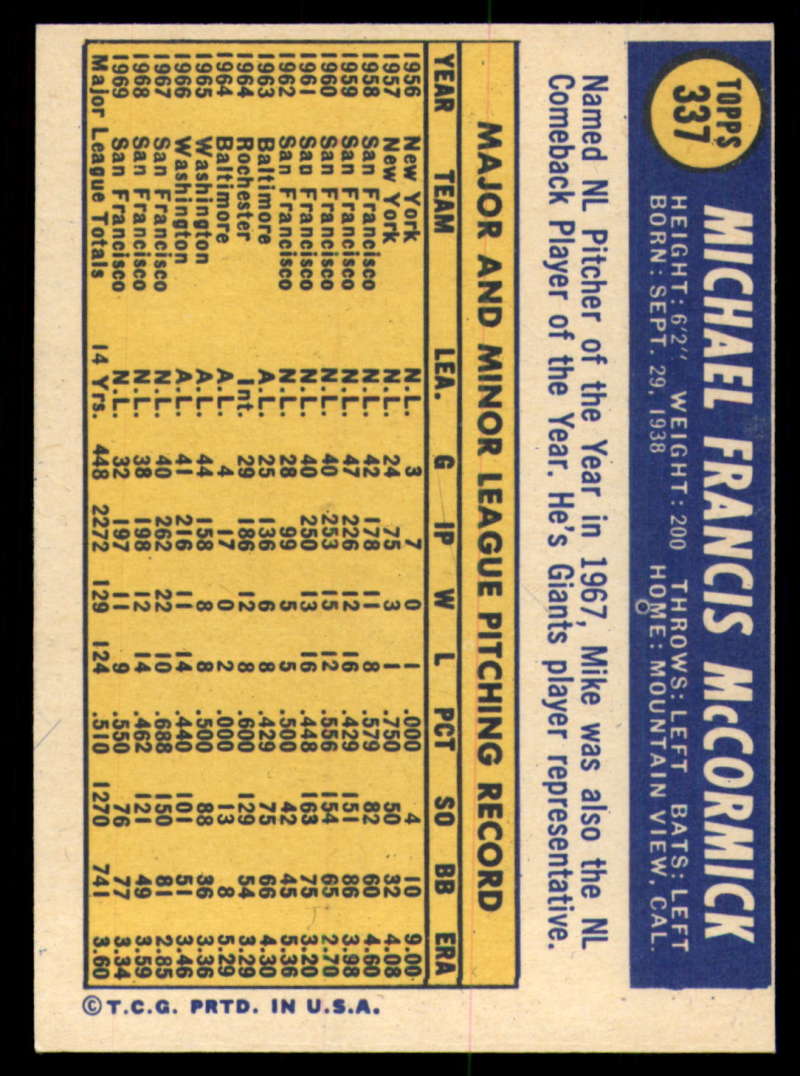 TOPPS
337
MICHAEL FRANCIS McCORMICK
HEIGHT: 6'2" WEIGHT: 200 THROWS: LEFT BATS: LEFT
BORN: SEPT. 29, 1938 HOME: MOUNTAIN VIEW, CAL.
Named NL Pitcher of the Year in 1967, Mike was also the NL
Comeback Player of the Year. He's Giants player representative.
MAJOR AND MINOR LEAGUE PITCHING RECORD
YEAR TEAM LEA. G IP W L PCT SO BB ERA
1956 New York N.L. 3 7 0 1 .000 4 10 9.00
1957 New York N.L. 24 75 3 1 .750 50 32 4.08
1958 San Francisco N.L. 42 178 11 8 .579 82 60 4.60
1959 San Francisco N.L. 47 226 12 16 .429 151 86 3.98
1960 San Francisco N.L. 40 253 15 12 .556 154 65 2.70
1961 San Francisco N.L. 40 250 13 16 .448 163 75 3.20
1962 San Francisco N.L. 28 99 5 5 .500 42 45 5.36
1963 Baltimore A.L. 25 136 6 8 .429 75 66 4.30
1964 Rochester Int. 29 186 12 8 .600 129 54 3.29
1964 Baltimore A.L. 4 17 0 2 .000 13 8 5.29
1965 Washington A.L. 44 158 8 8 .500 88 36 3.36
1966 Washington A.L. 41 216 11 14 .440 101 51 3.46
1967 San Francisco N.L. 40 262 22 10 .688 150 81 2.85
1968 San Francisco N.L. 38 198 12 14 .462 121 49 3.59
1969 San Francisco N.L. 32 197 11 9 .550 76 77 3.34
Major League Totals 14 Yrs. 448 2272 129 124 .510 1270 741 3.60
©T.C.G. PRTD. IN U.S.A.